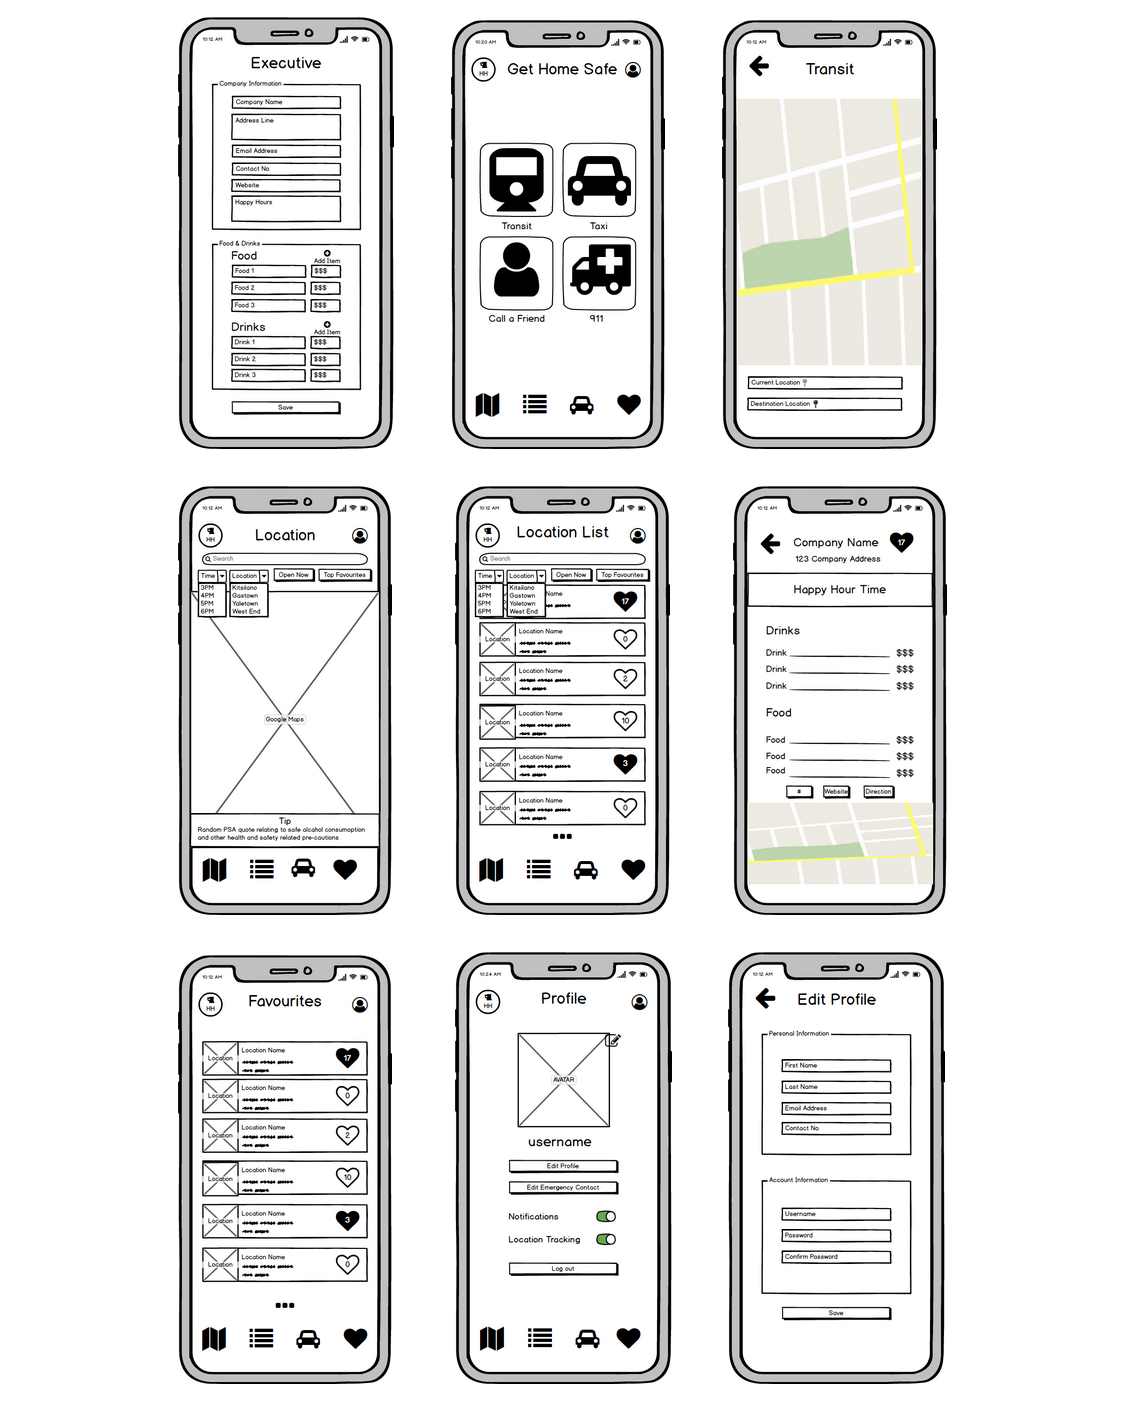 10:12 AM
Executive
Company Information
Company Name
Address Line
Email Address
Contact No.
Website
Happy Hours
Food & Drinks
Food
Add Item
Food 1 $$$
Food 2 $$$
Food 3 $$$
Drinks
Add Item
Drink 1 $$$
Drink 2 $$$
Drink 3 $$$
Save
10:20 AM
HH
Get Home Safe
Transit Taxi
Call a Friend 911
10:12 AM
Transit
Current Location
Destination Location
10:12 AM
HH
Location
Search
Time Location Open Now Top Favourites
3PM Kitsilano
4PM Gastown
5PM Yaletown
6PM West End
Google Maps
Tip
Random PSA quote relating to safe alcohol consumoption
and other health and safety related pre-cautions
10:12 AM
HH
Location List
Search
Time Location Open Now Top Favourites
3PM Kitsilano Name
4PM Gastown 17
5PM Yaletown
6PM West End
Location Name
Location 0
Location Name
Location 2
Location Name
Location 10
Location Name
Location 3
Location Name
Location 0
10:12 AM
Company Name 17
123 Company Address
Happy Hour Time
Drinks
Drink $$$
Drink $$$
Drink $$$
Food
Food $$$
Food $$$
Food $$$
Website Direction
10:12 AM
HH
Favourites
Location Name
Location 17
Location Name
Location 0
Location Name
Location 2
Location Name
Location 10
Location Name
Location 3
Location Name
Location 0
10:24 AM
HH
Profile
AVATAR
username
Edit Profile
Edit Emergency Contact
Notifications
Location Tracking
Log out
10:12 AM
Edit Profile
Personal Information
First Name
Last Name
Email Address
Contact No.
Account Information
Username
Password
Confirm Password
Save